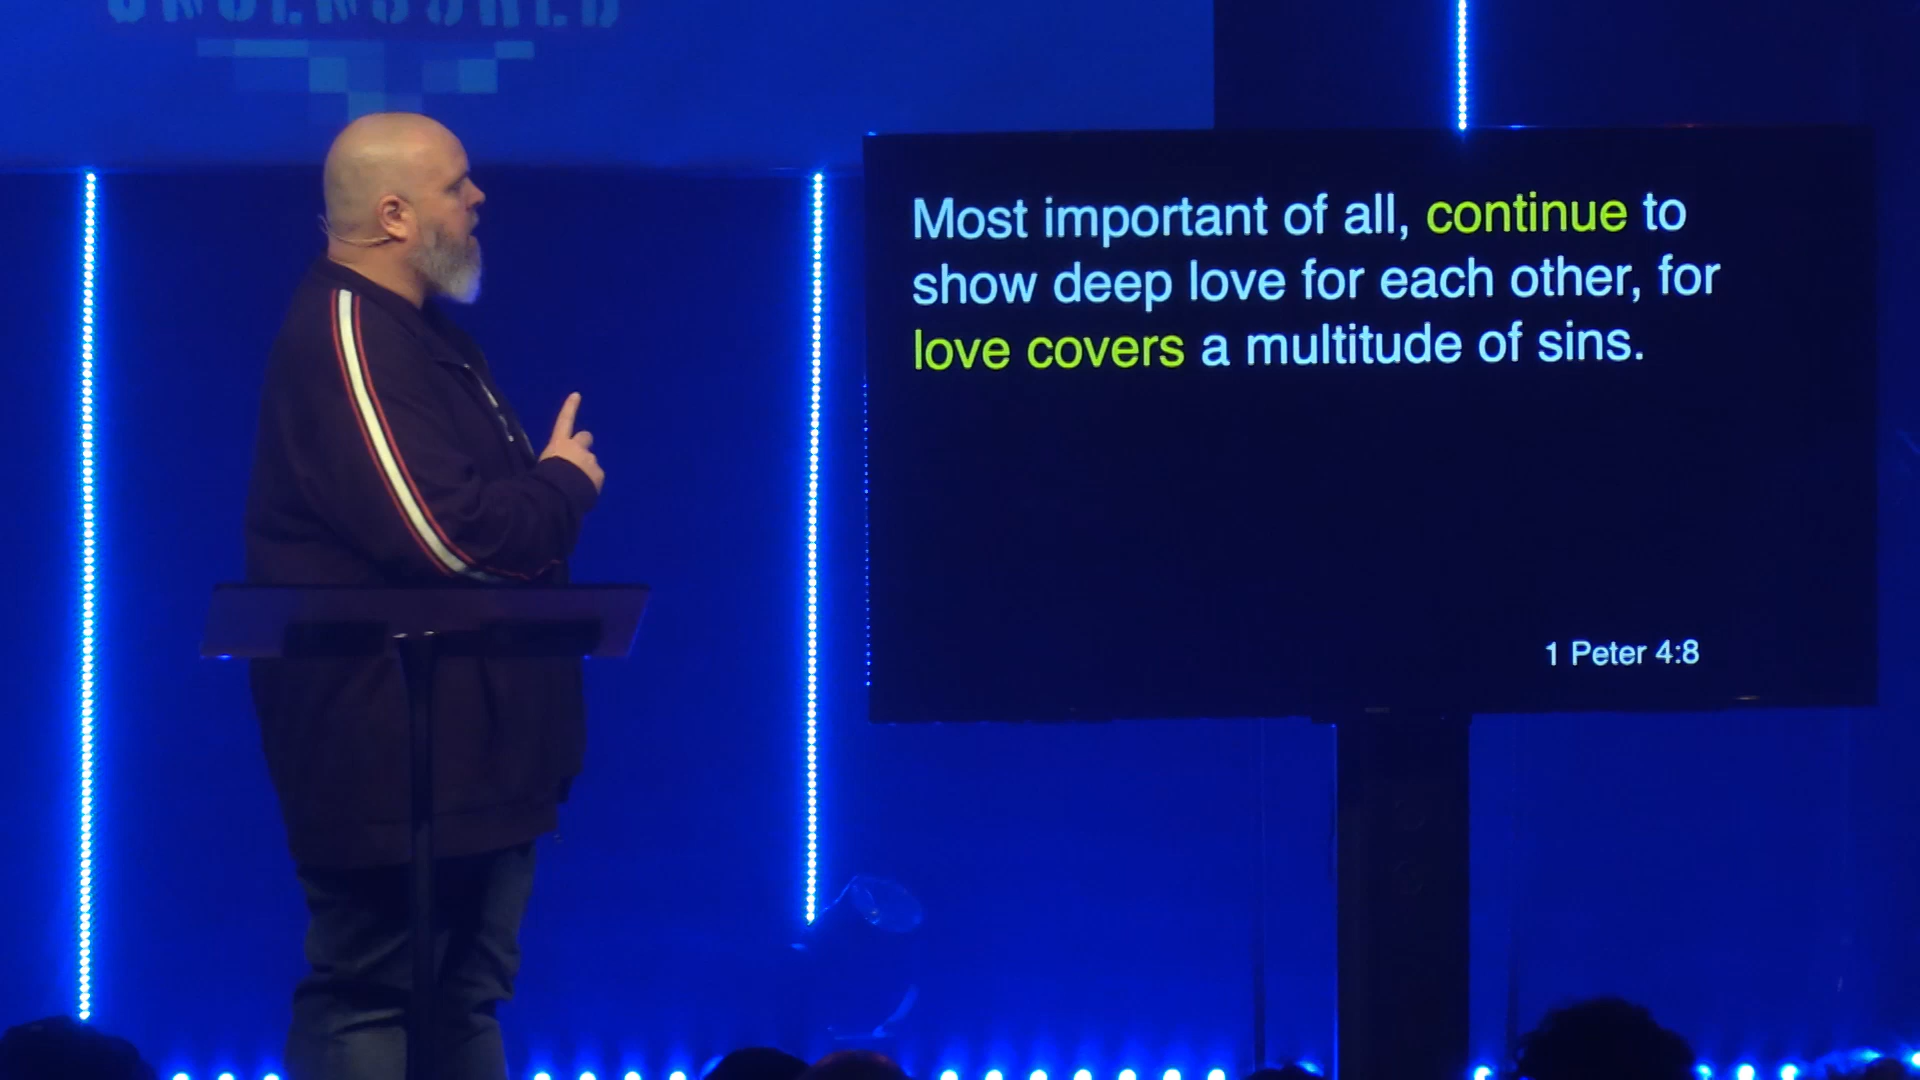 UNCENSORED
Most important of all, continue to
show deep love for each other, for
love covers a multitude of sins.
1 Peter 4:8